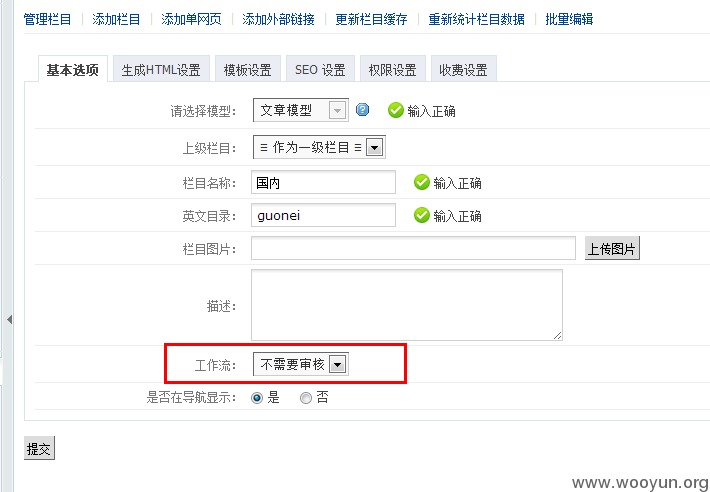 管理栏目 添加栏目 添加单网页 添加外部链接 更新栏目缓存 重新统计栏目数据 批量编辑
基本选项 生成HTML设置 模板设置 SEO 设置 权限设置 收费设置
请选择模型： 文章模型 ? 输入正确
上级栏目： ≡ 作为一级栏目 ≡
栏目名称： 国内 输入正确
英文目录： guonei 输入正确
栏目图片： 上传图片
描述：
工作流： 不需要审核
是否在导航显示： 是 否
提交
www.wooyun.org